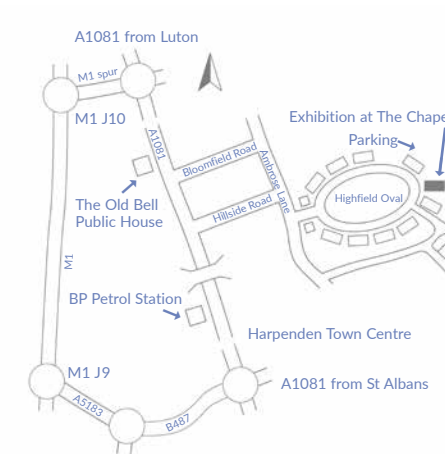 A1081 from Luton
M1 spur
M1 J10
A1081
Bloomfield Road
Ambrose Lane
Exhibition at The Chape
Parking
The Old Bell
Public House
Highfield Oval
Hillside Road
M1
BP Petrol Station
Harpenden Town Centre
M1 J9
A1081 from St Albans
A5183
B487